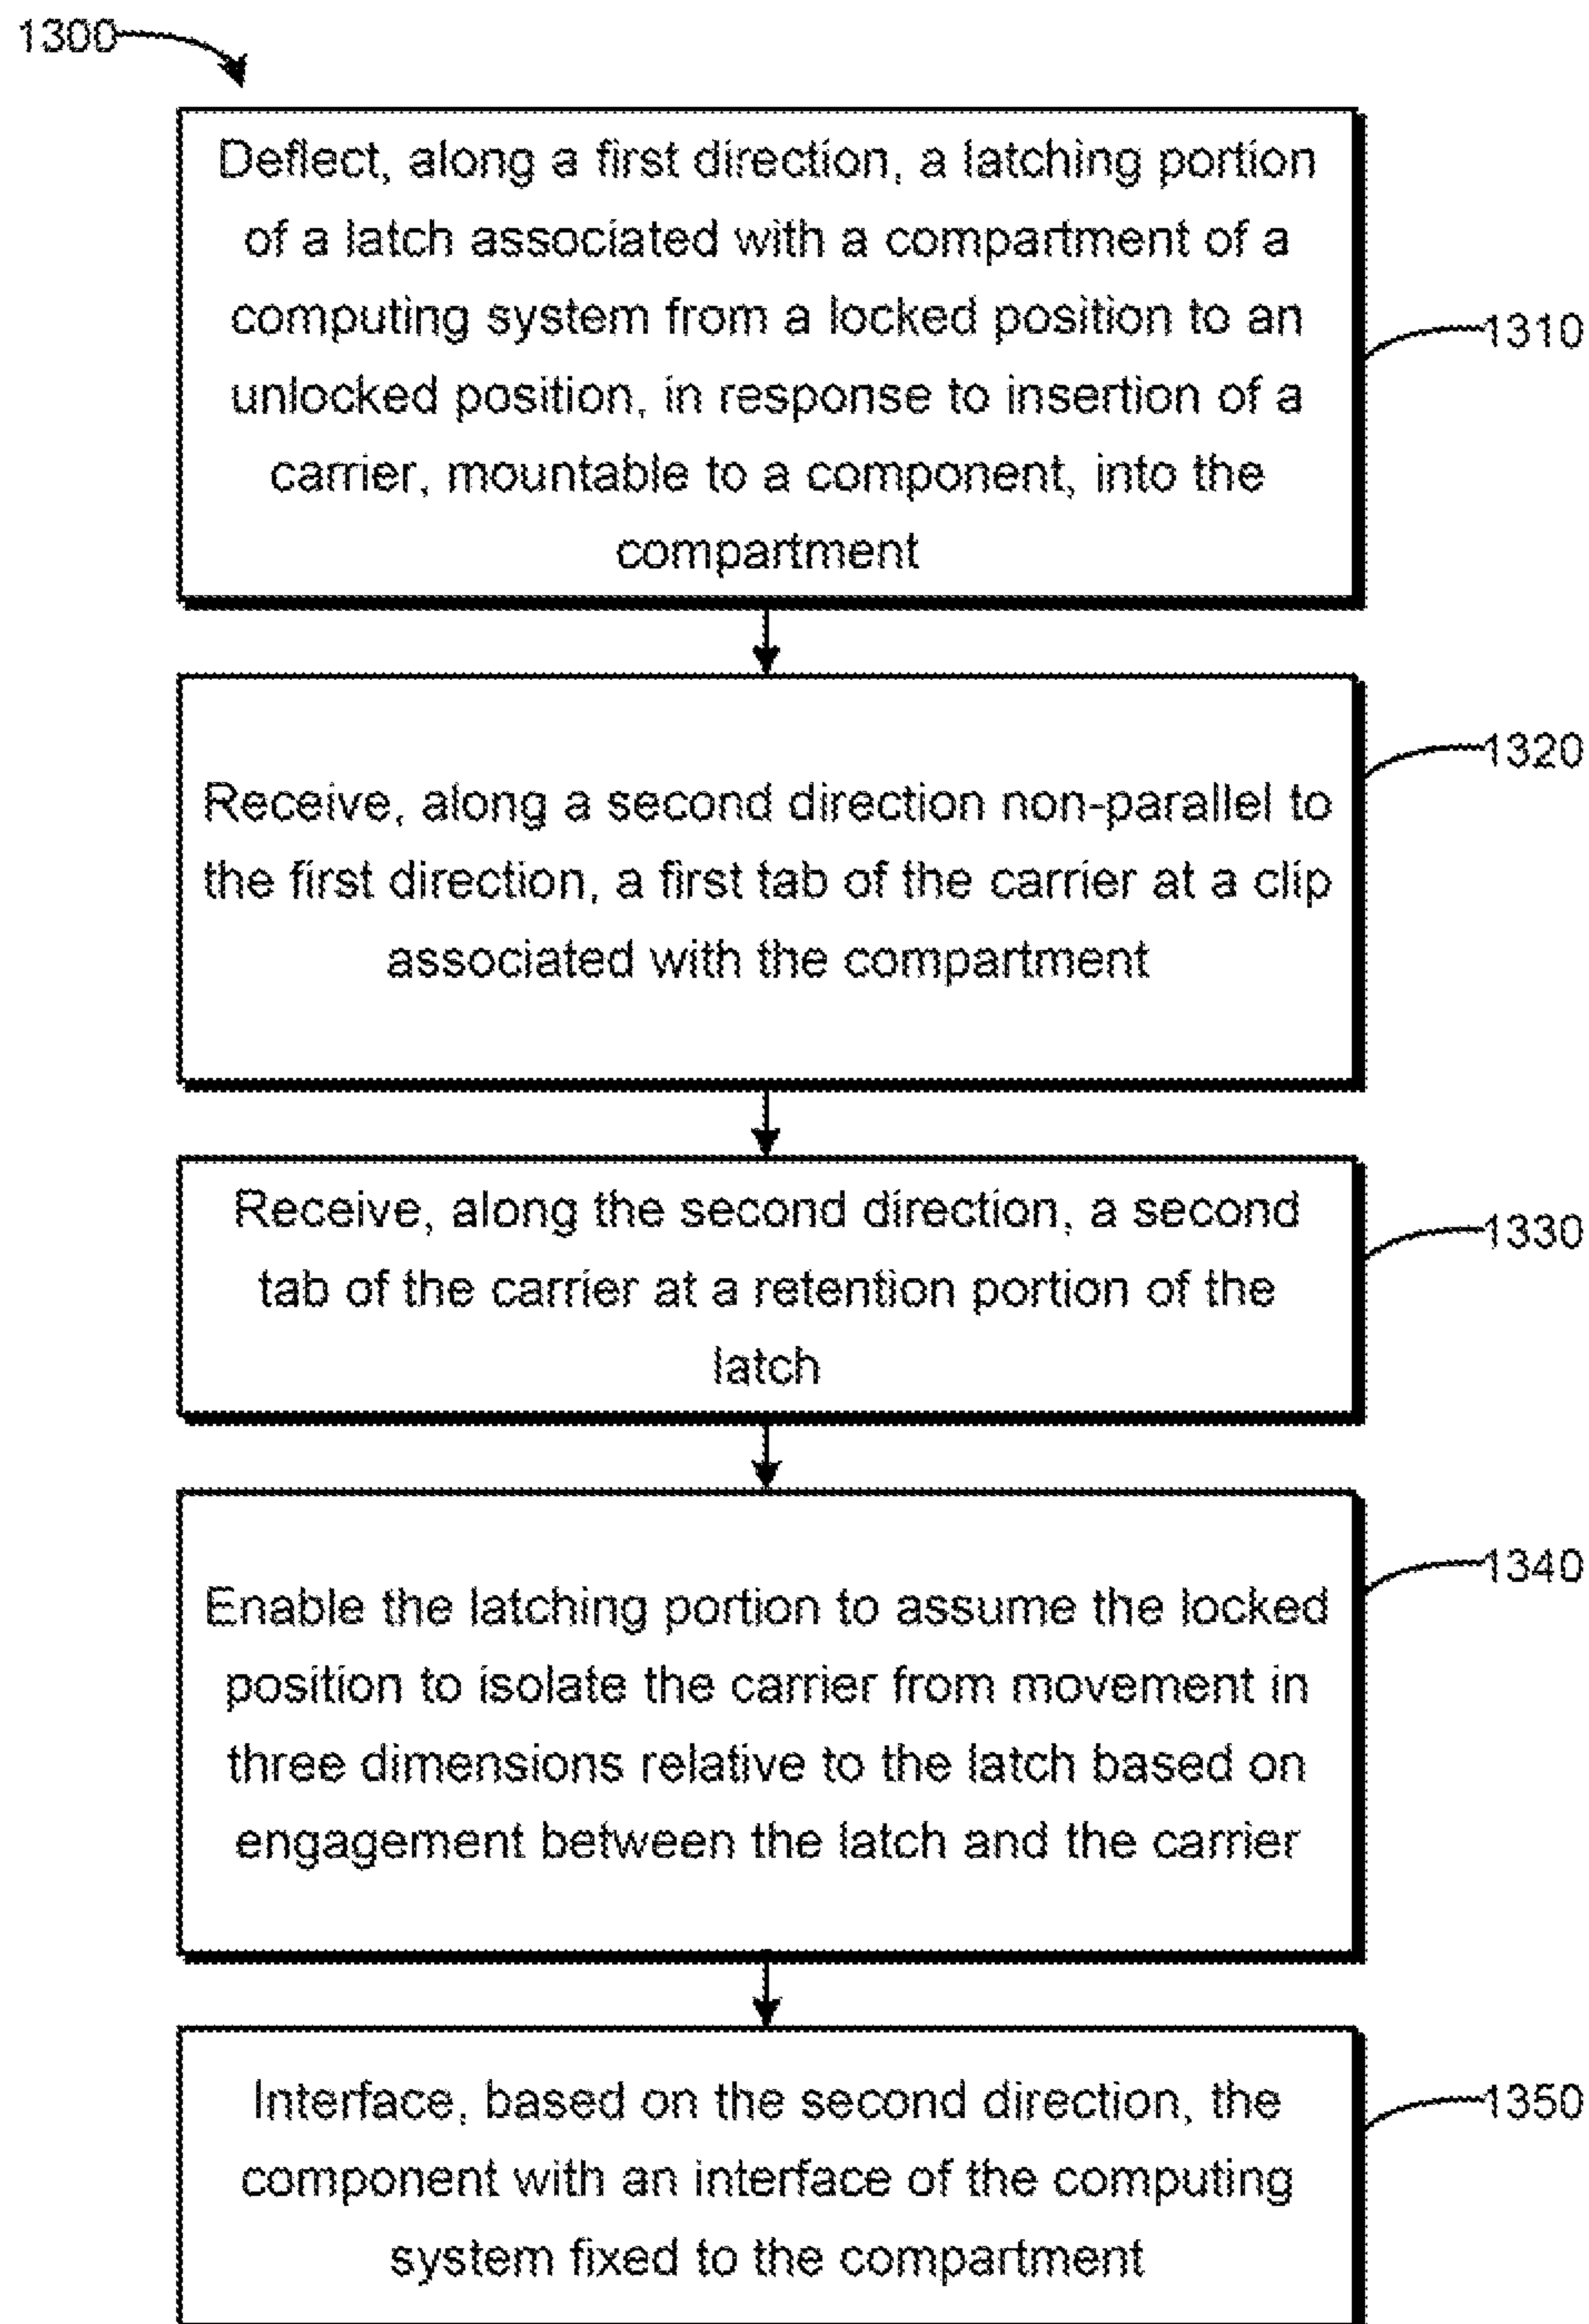 1300
Deflect, along a first direction, a latching portion
of a latch associated with a compartment of a
computing system from a locked position to an
1310
unlocked position, in response to insertion of a
carrier, mountable to a component, into the
compartment
1320
Receive, along a second direction non-parallel to
the first direction, a first tab of the carrier at a clip
associated with the compartment
Receive, along the second direction, a second
1330
tab of the carrier at a retention portion of the
latch
1340
Enable the latching portion to assume the locked
position to isolate the carrier from movement in
three dimensions relative to the latch based on
engagement between the latch and the carrier
Interface, based on the second direction, the
1350
component with an interface of the computing
system fixed to the compartment